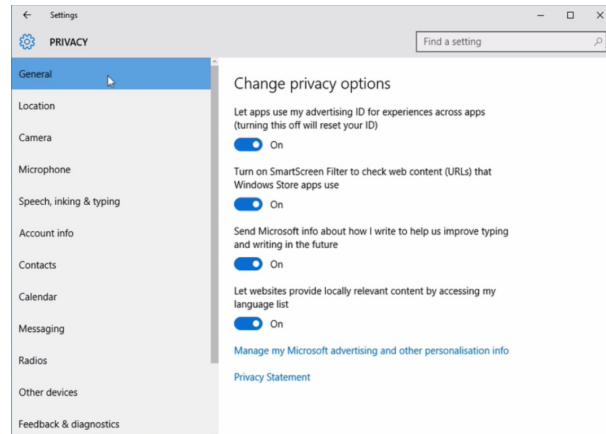 Settings
PRIVACY
Find a setting
General
Location
Camera
Microphone
Speech, inking & typing
Account info
Contacts
Calendar
Messaging
Radios
Other devices
Feedback & diagnostics
Change privacy options
Let apps use my advertising ID for experiences across apps
(turning this off will reset your ID)
On
Turn on SmartScreen Filter to check web content (URLs) that
Windows Store apps use
On
Send Microsoft info about how I write to help us improve typing
and writing in the future
On
Let websites provide locally relevant content by accessing my
language list
On
Manage my Microsoft advertising and other personalisation info
Privacy Statement